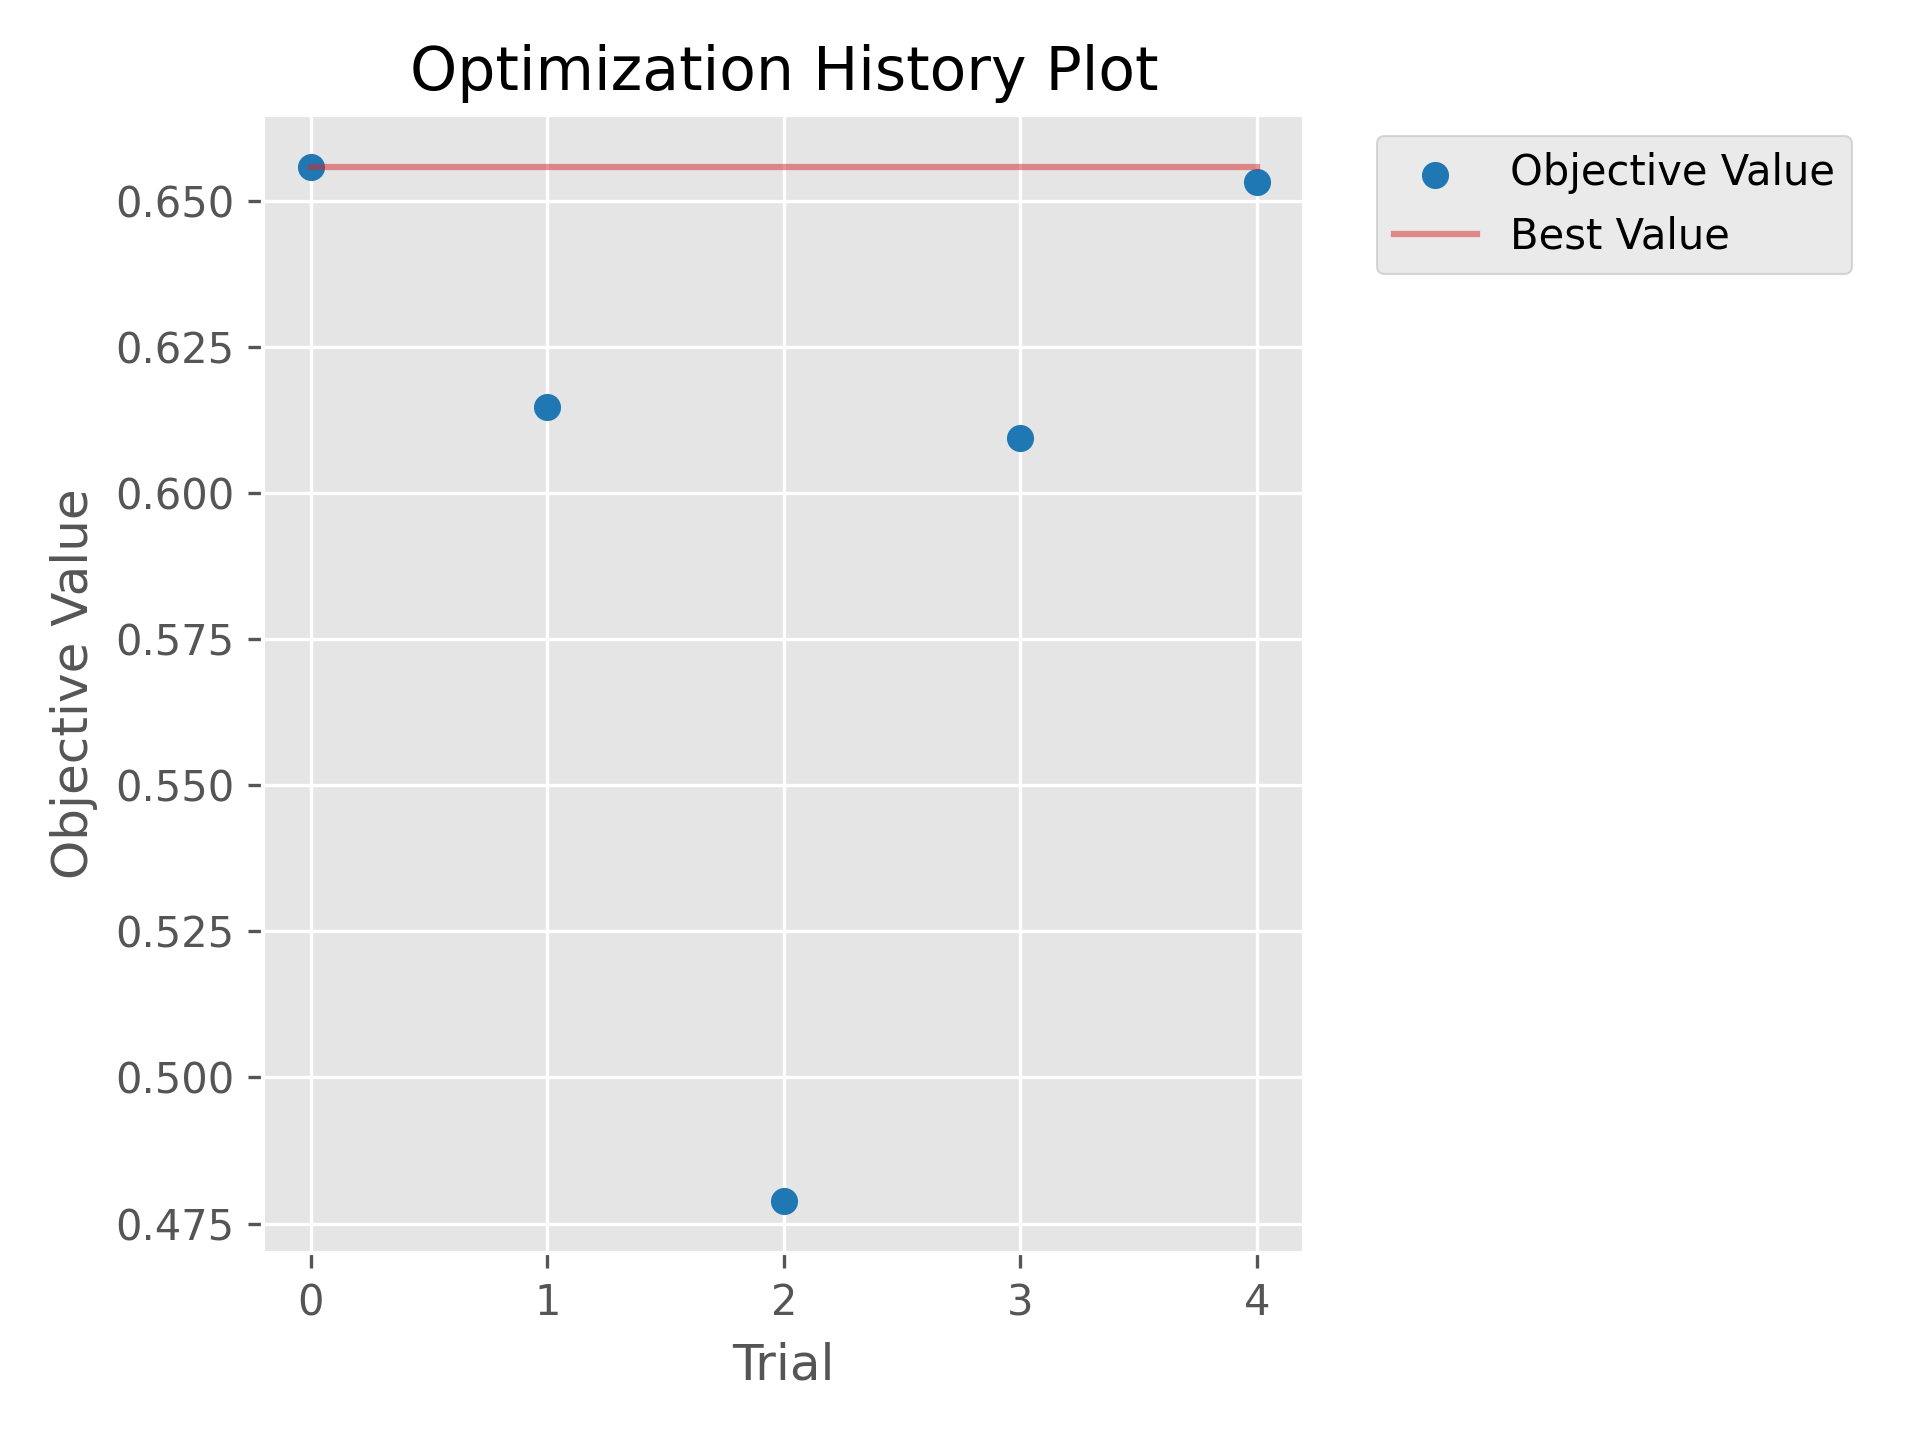 Optimization History Plot
Objective Value
Best Value
0.650
0.625
0.600
0.575
0.550
0.525
0.500
0.475
Objective Value
0 1 2 3 4
Trial